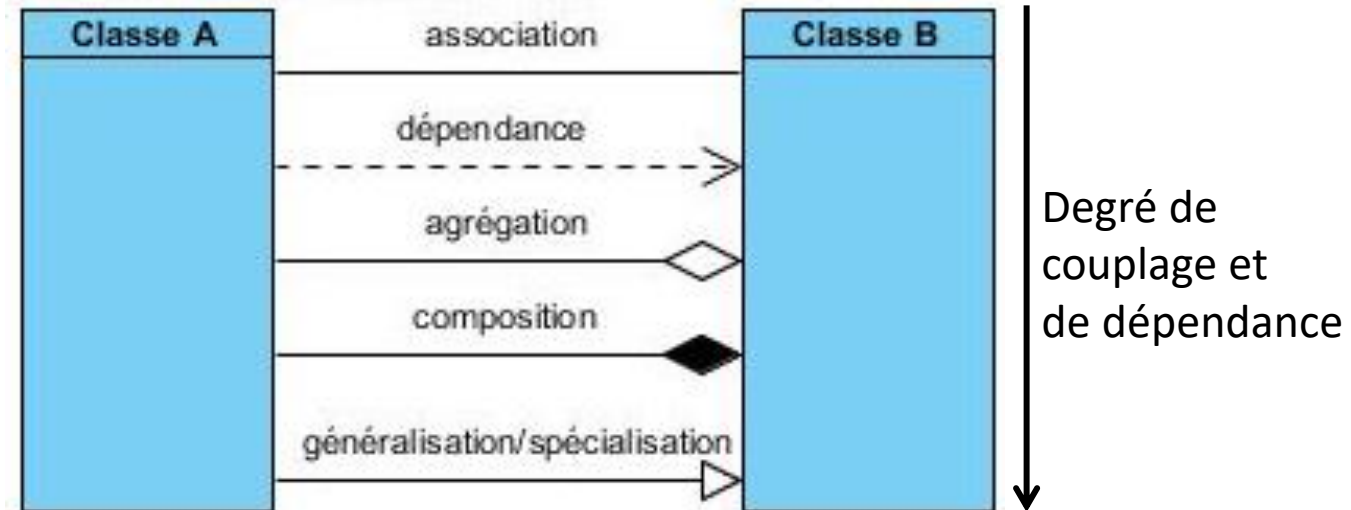 Classe A
association
Classe B
dépendance
agrégation
composition
généralisation/spécialisation
Degré de
couplage et
de dépendance